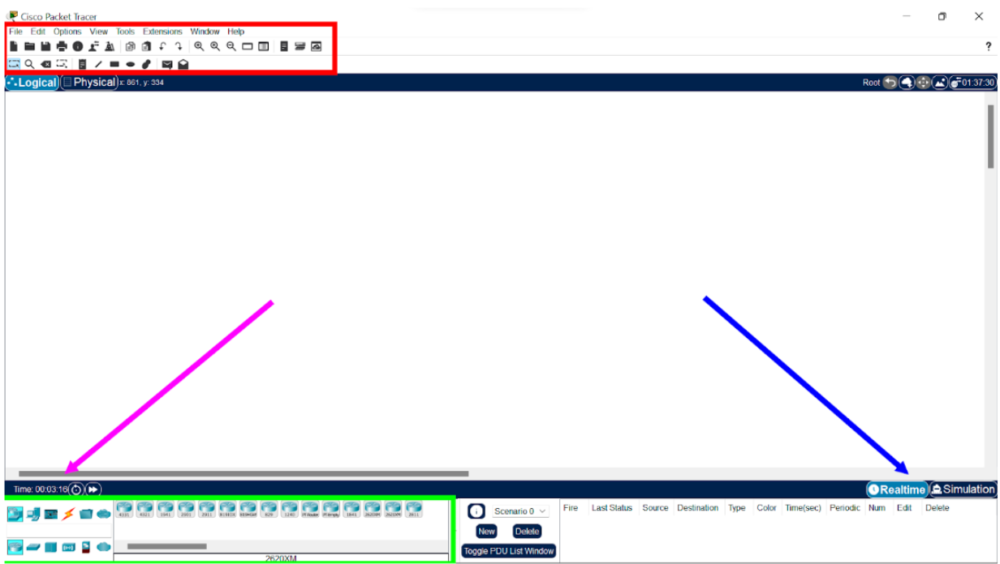 Cisco Packet Tracer
File Edit Options View Tools Extensions Window Help
?
Logical Physical x: 861, y: 334 Root 01:37:30
Time: 00:03:16 Realtime Simulation
4331 4321 1941 2901 2911 819IOX 819HGW 829 1240 PT-Router PT-Empty 1841 2620XM 2621XM 2811
Scenario 0 Fire Last Status Source Destination Type Color Time(sec) Periodic Num Edit Delete
New Delete
Toggle PDU List Window
2620XM